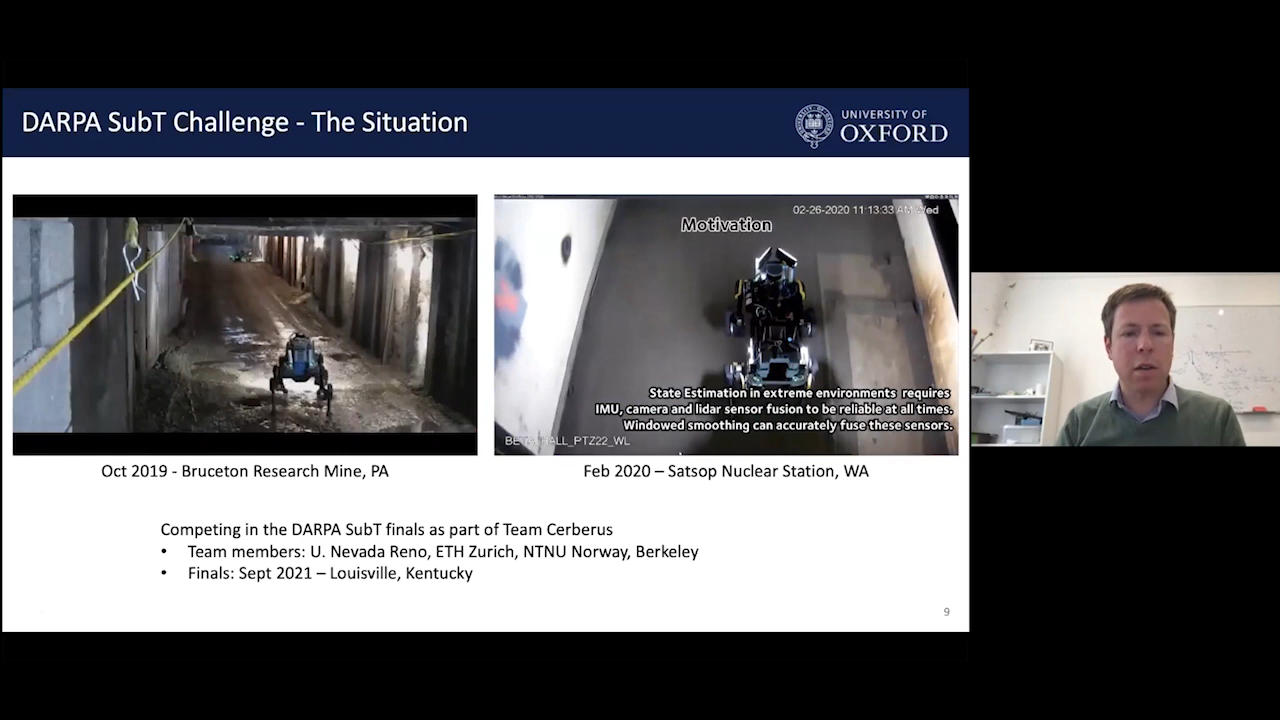 DARPA SubT Challenge - The Situation
UNIVERSITY OF
OXFORD
02-26-2020 11:13:33 AM Wed
Motivation
State Estimation in extreme environments requires
IMU, camera and lidar sensor fusion to be reliable at all times.
Windowed smoothing can accurately fuse these sensors.
Oct 2019 - Bruceton Research Mine, PA
Feb 2020 – Satsop Nuclear Station, WA
Competing in the DARPA SubT finals as part of Team Cerberus
• Team members: U. Nevada Reno, ETH Zurich, NTNU Norway, Berkeley
• Finals: Sept 2021 – Louisville, Kentucky
9